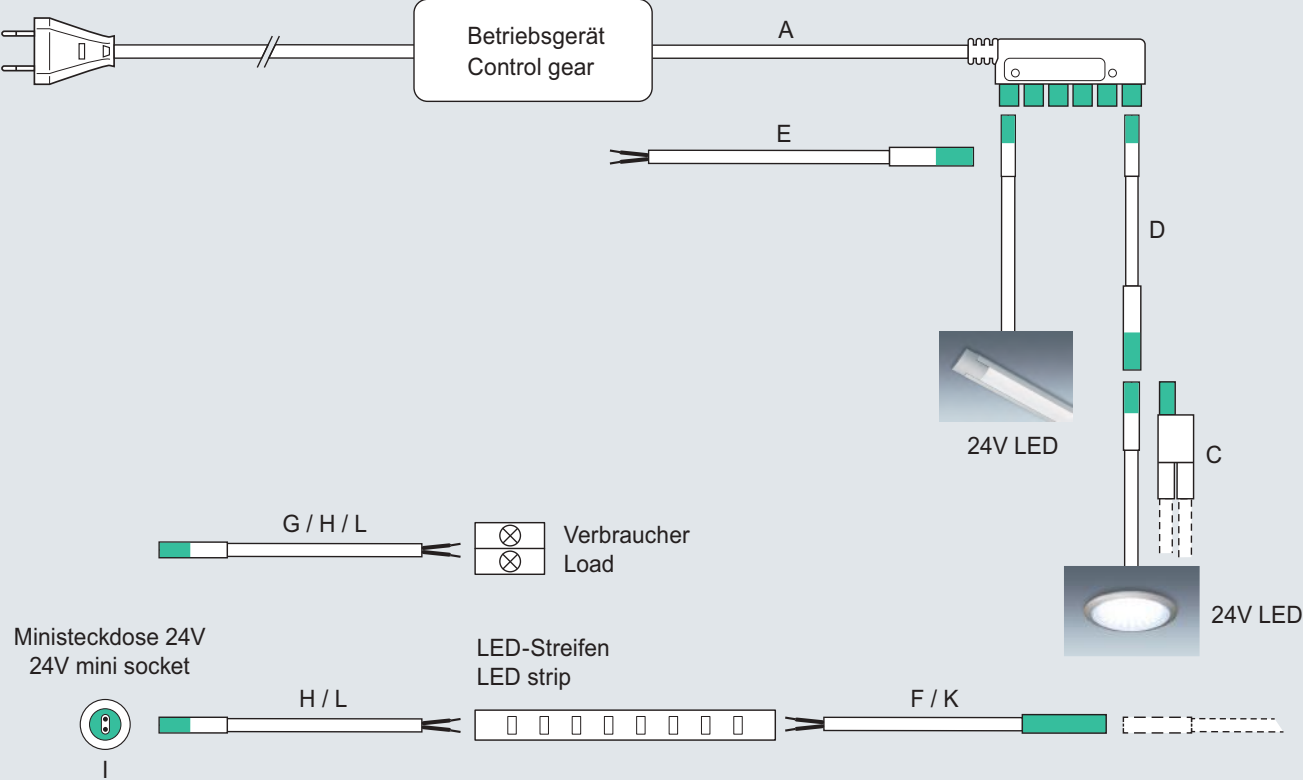 Betriebsgerät
Control gear
A
E
D
24V LED
C
G / H / L
Verbraucher
Load
24V LED
Ministeckdose 24V
24V mini socket
LED-Streifen
LED strip
H / L
F / K
I